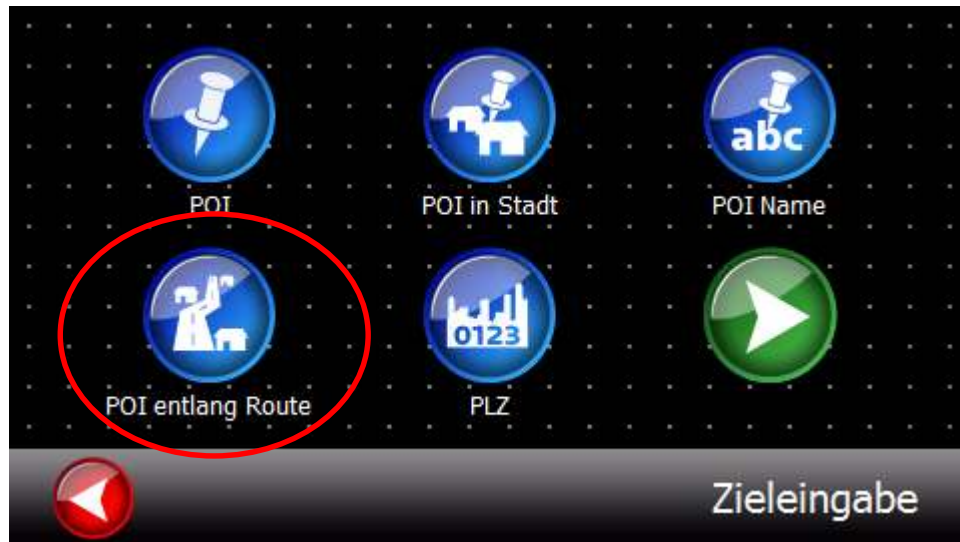 POI
POI in Stadt
abc
POI Name
POI entlang Route
0123
PLZ
Zieleingabe